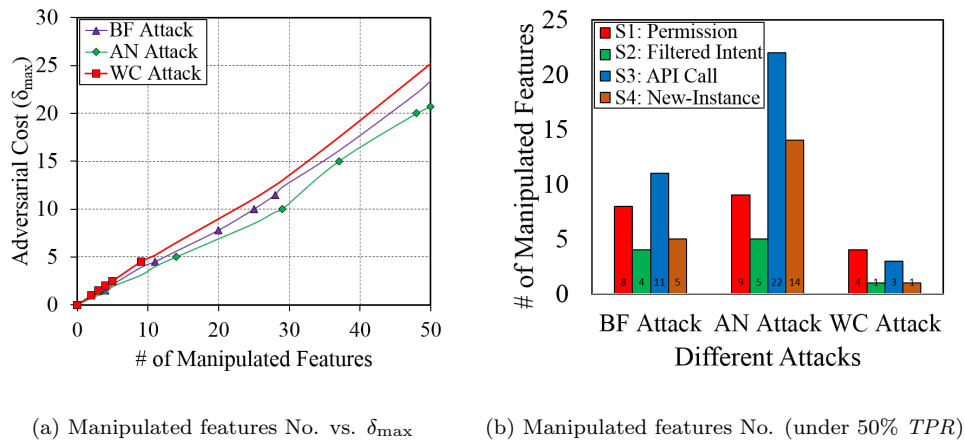 30
25
20
15
10
5
0
Adversarial Cost (δmax)
BF Attack
AN Attack
WC Attack
0 10 20 30 40 50
# of Manipulated Features
25
20
15
10
5
0
# of Manipulated Features
S1: Permission
S2: Filtered Intent
S3: API Call
S4: New-Instance
8 4 11 5 9 5 22 14 4 1 3 1
BF Attack AN Attack WC Attack
Different Attacks
(a) Manipulated features No. vs. δmax
(b) Manipulated features No. (under 50% TPR)